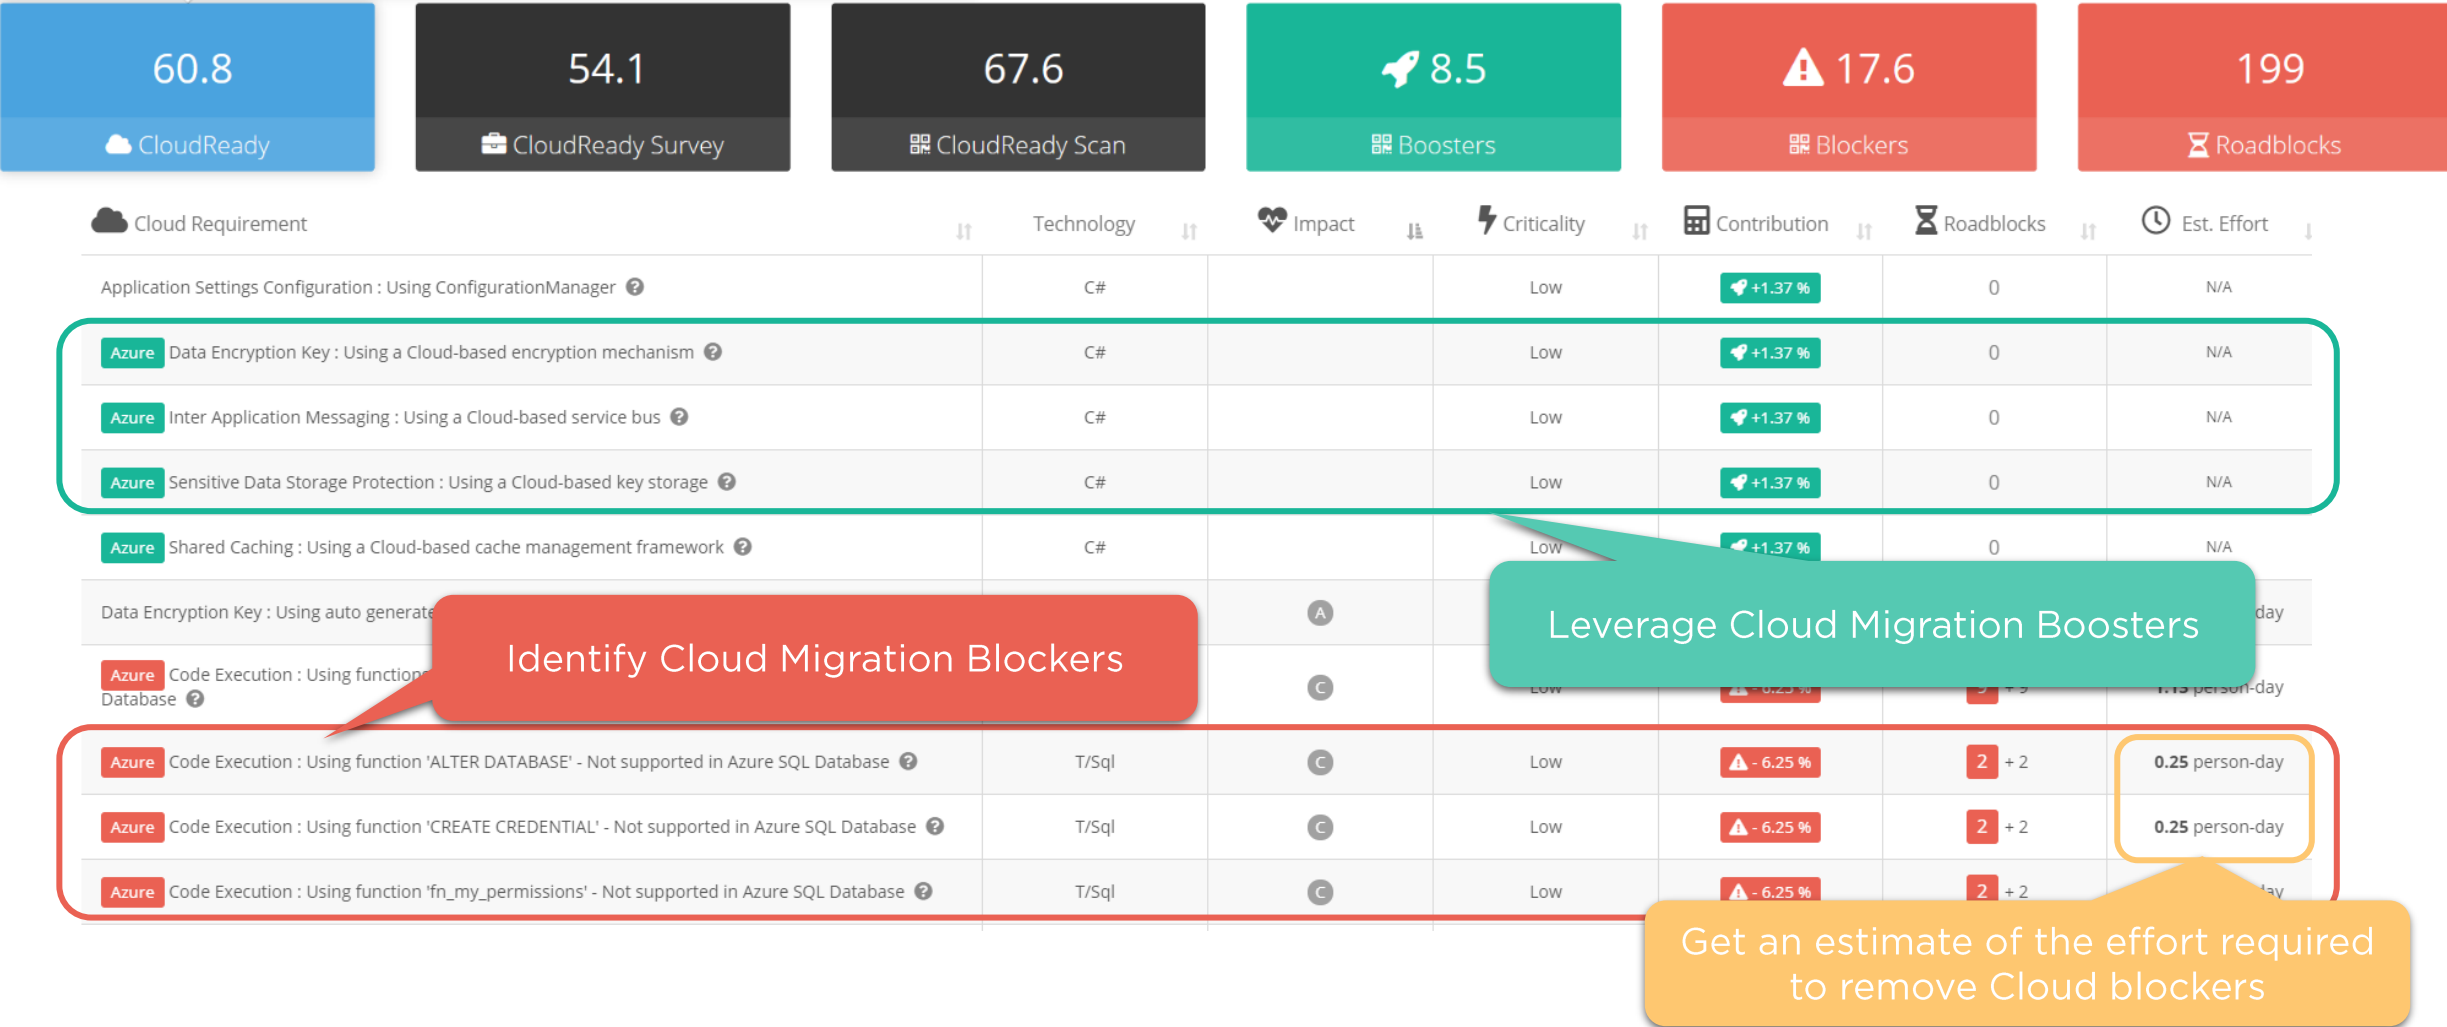 60.8
CloudReady
54.1
CloudReady Survey
67.6
CloudReady Scan
8.5
Boosters
17.6
Blockers
199
Roadblocks
Cloud Requirement Technology Impact Criticality Contribution Roadblocks Est. Effort
Application Settings Configuration : Using ConfigurationManager C# Low +1.37 % 0 N/A
Azure Data Encryption Key : Using a Cloud-based encryption mechanism C# Low +1.37 % 0 N/A
Azure Inter Application Messaging : Using a Cloud-based service bus C# Low +1.37 % 0 N/A
Azure Sensitive Data Storage Protection : Using a Cloud-based key storage C# Low +1.37 % 0 N/A
Azure Shared Caching : Using a Cloud-based cache management framework C# Low +1.37 % 0 N/A
Data Encryption Key : Using auto A day
Azure Code Execution : Using
Database C Low - 6.25 % + 9 1.13 person-day
Identify Cloud Migration Blockers
Leverage Cloud Migration Boosters
Azure Code Execution : Using function 'ALTER DATABASE' - Not supported in Azure SQL Database T/Sql C Low - 6.25 % 2 + 2 0.25 person-day
Azure Code Execution : Using function 'CREATE CREDENTIAL' - Not supported in Azure SQL Database T/Sql C Low - 6.25 % 2 + 2 0.25 person-day
Azure Code Execution : Using function 'fn_my_permissions' - Not supported in Azure SQL Database T/Sql C Low - 6.25 % 2 + 2
Get an estimate of the effort required
to remove Cloud blockers